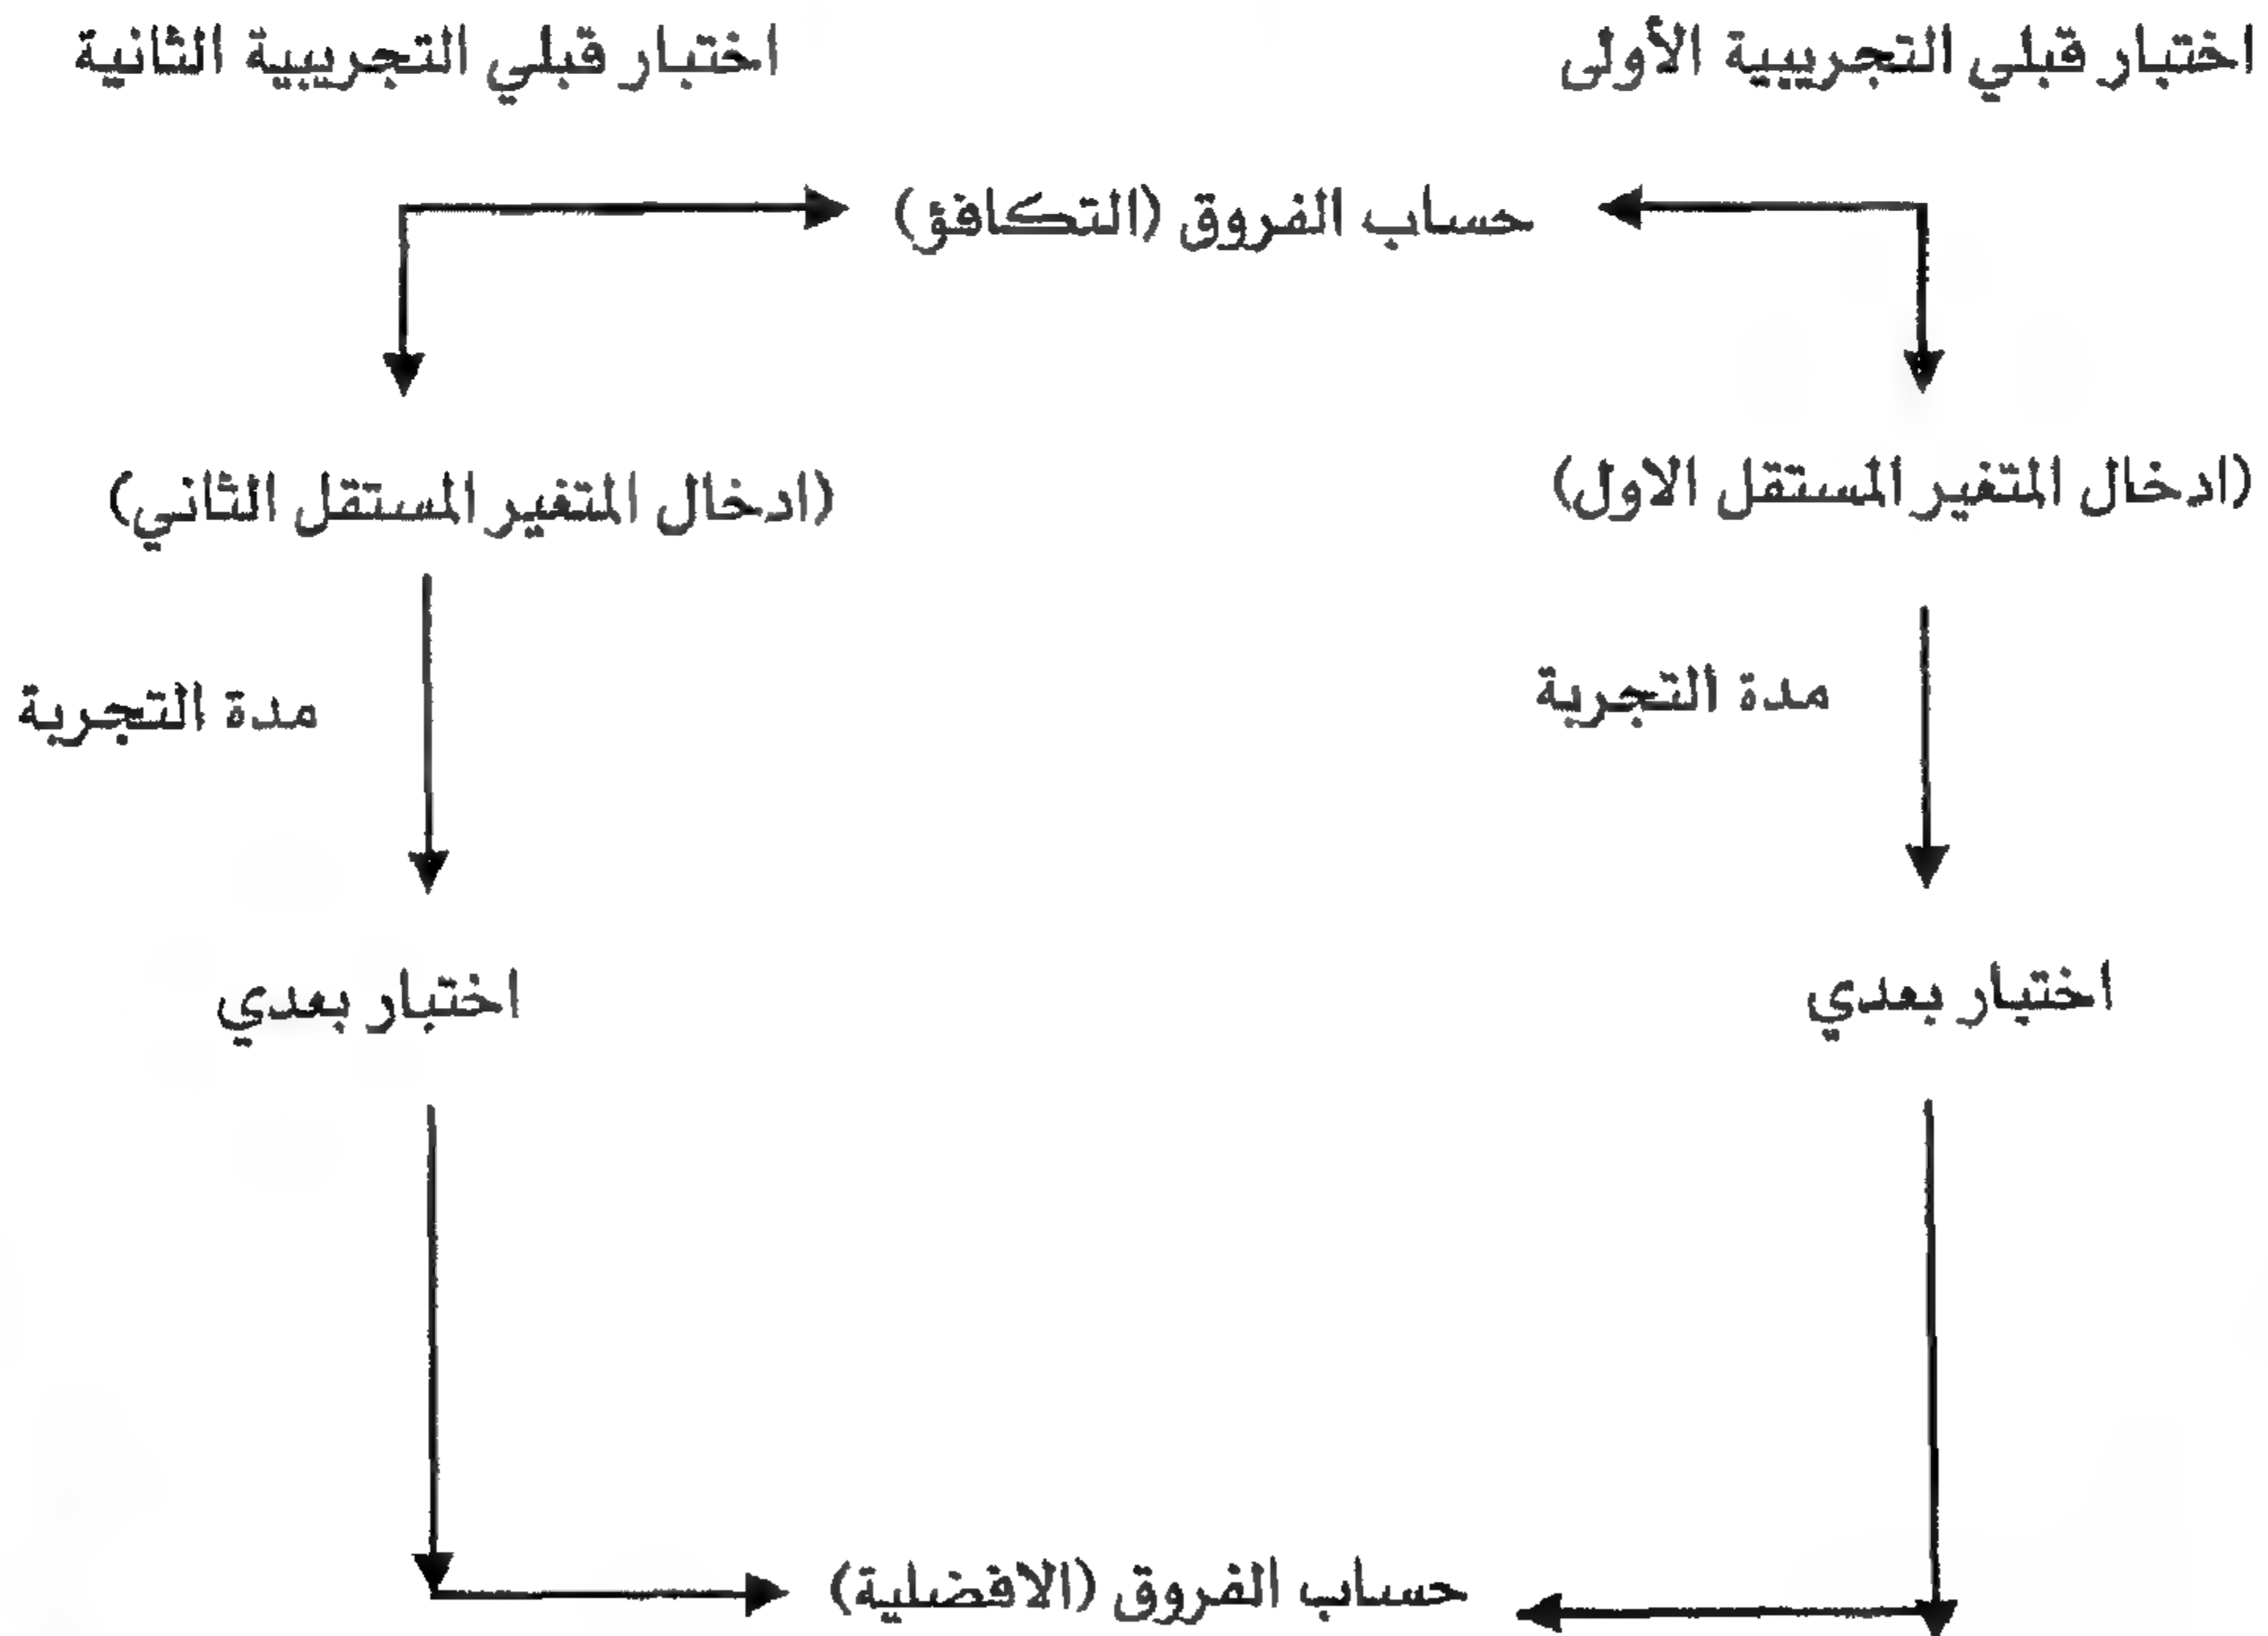 اختبار قبلي التجريبية الأولى
اختبار قبلي التجريبية الثانية
حساب الفروق (التكافؤ)
(ادخال المتغير المستقل الاول)
(ادخال المتغير المستقل الثاني)
مدة التجربة
مدة التجربة
اختبار بعدي
اختبار بعدي
حساب الفروق (الافضلية)